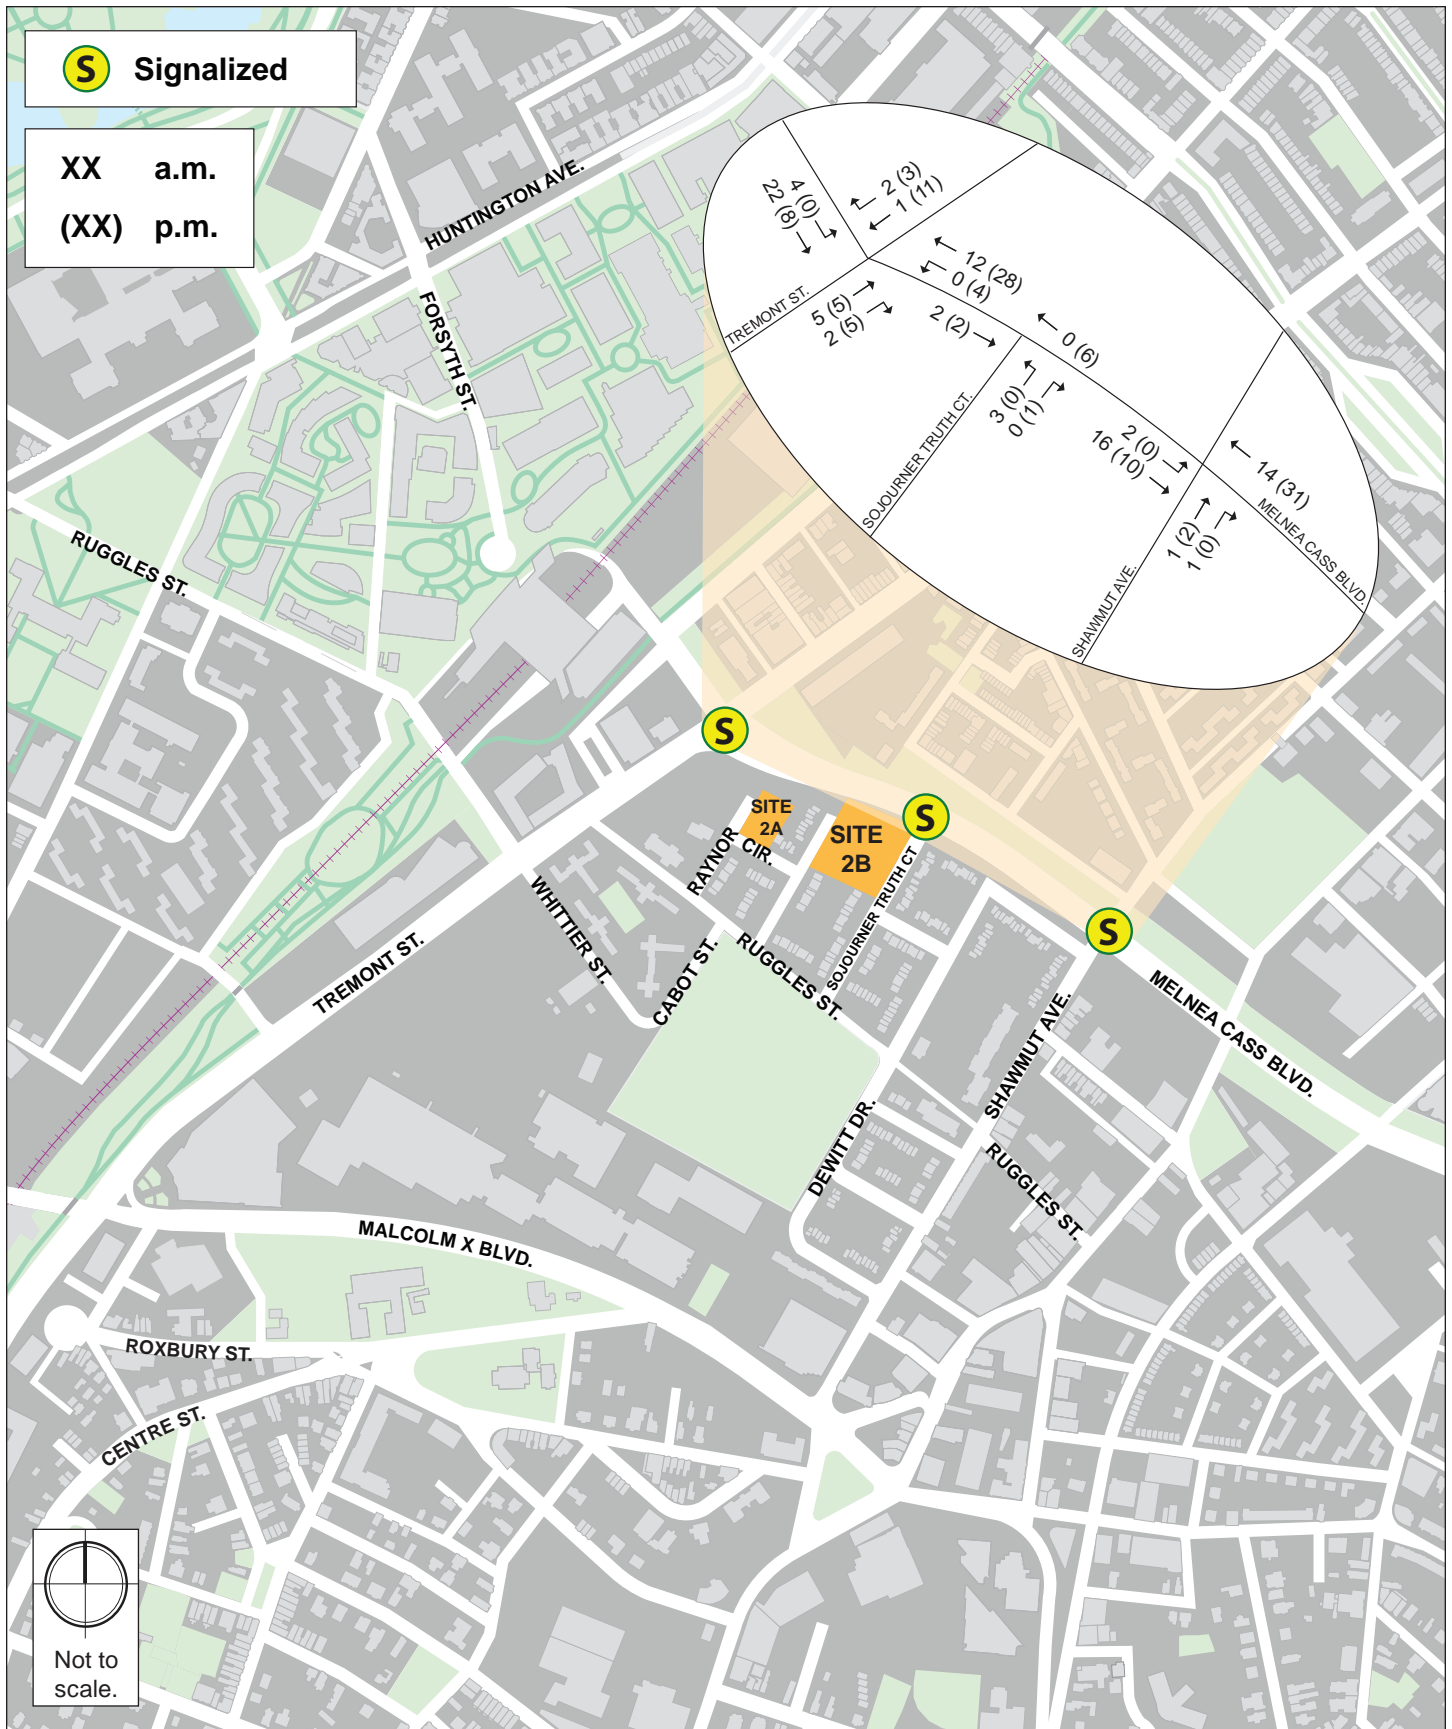 S Signalized
XX a.m.
(XX) p.m.
HUNTINGTON AVE.
FORSYTH ST.
RUGGLES ST.
4 (0)
22 (8)
2 (3)
1 (11)
12 (28)
0 (4)
TREMONT ST.
5 (5)
2 (5)
2 (2)
0 (6)
SOJOURNER TRUTH CT.
3 (0)
0 (1)
2 (0)
16 (10)
14 (31)
MELNEA CASS BLVD.
1 (2)
1 (0)
SHAWMUT AVE.
S
S
S
SITE
2A
SITE
2B
RAYNOR
CIR.
SOJOURNER TRUTH CT
WHITTIER ST.
CABOT ST.
RUGGLES ST.
TREMONT ST.
SHAWMUT AVE.
MELNEA CASS BLVD.
DEWITT DR.
RUGGLES ST.
MALCOLM X BLVD.
ROXBURY ST.
CENTRE ST.
Not to
scale.